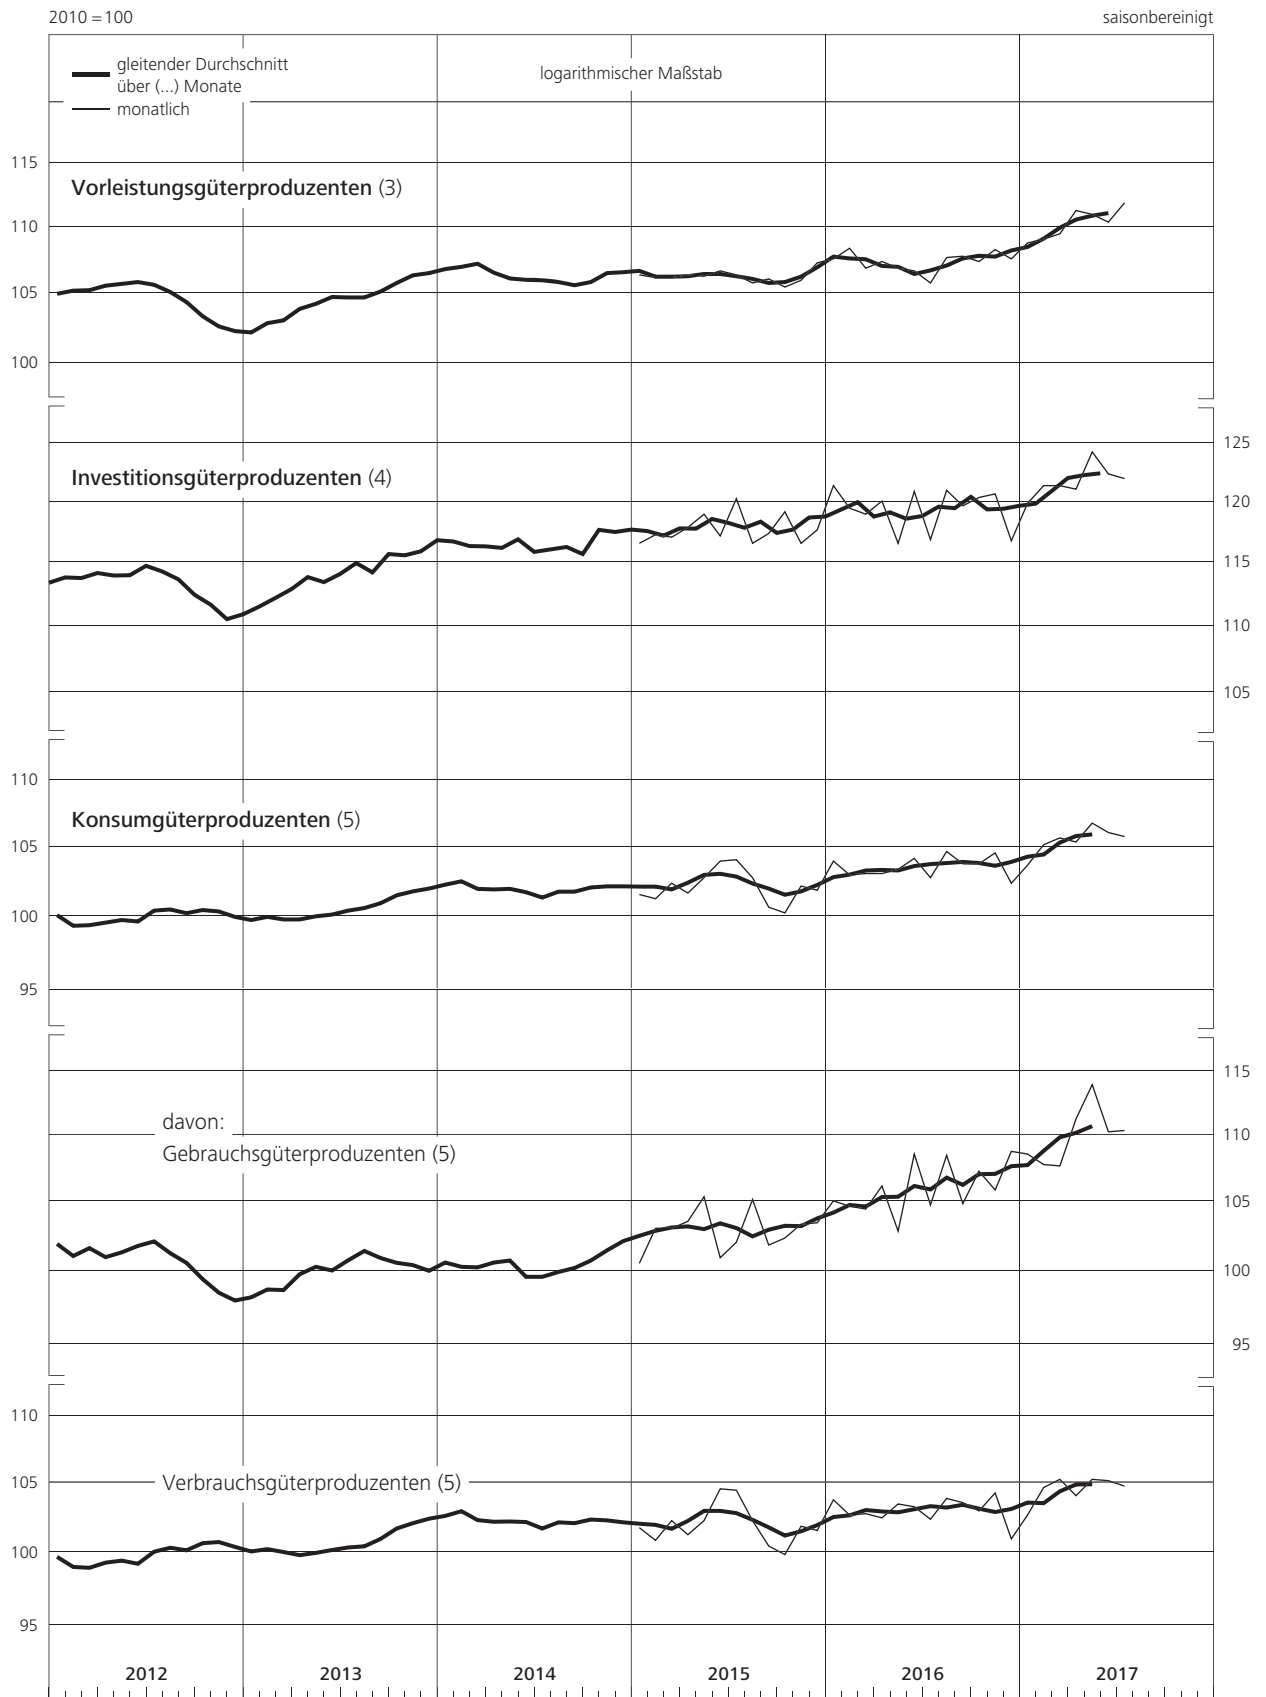 2010 = 100
saisonbereinigt
gleitender Durchschnitt
über (...) Monate
monatlich
logarithmischer Maßstab
115
Vorleistungsgüterproduzenten (3)
110
105
100
125
Investitionsgüterproduzenten (4)
120
115
110
105
110
Konsumgüterproduzenten (5)
105
100
95
115
davon:
110
Gebrauchsgüterproduzenten (5)
105
100
95
110
105
Verbrauchsgüterproduzenten (5)
100
95
2012 2013 2014 2015 2016 2017